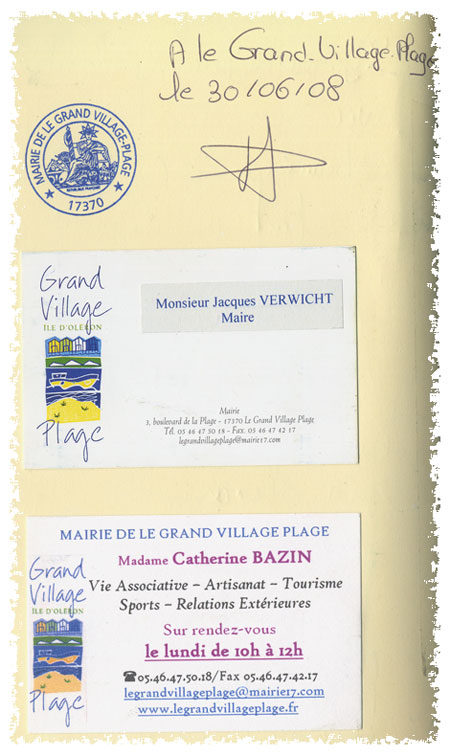 A le Grand-Village-Plage
le 30/06/08
MAIRIE DE LE GRAND VILLAGE-PLAGE
17370
Grand
Village
ÎLE D'OLÉRON
Plage
Monsieur Jacques VERWICHT
Maire
Mairie
3, boulevard de la Plage - 17370 Le Grand Village Plage
Tél. 05 46 47 50 18 - Fax. 05 46 47 42 17
legrandvillageplage@mairie17.com
MAIRIE DE LE GRAND VILLAGE PLAGE
Madame Catherine BAZIN
Grand
Village
ÎLE D'OLÉRON
Plage
Vie Associative – Artisanat – Tourisme
Sports – Relations Extérieures
Sur rendez-vous
le lundi de 10h à 12h
☎05.46.47.50.18/Fax 05.46.47.42.17
legrandvillageplage@mairie17.com
www.legrandvillageplage.fr